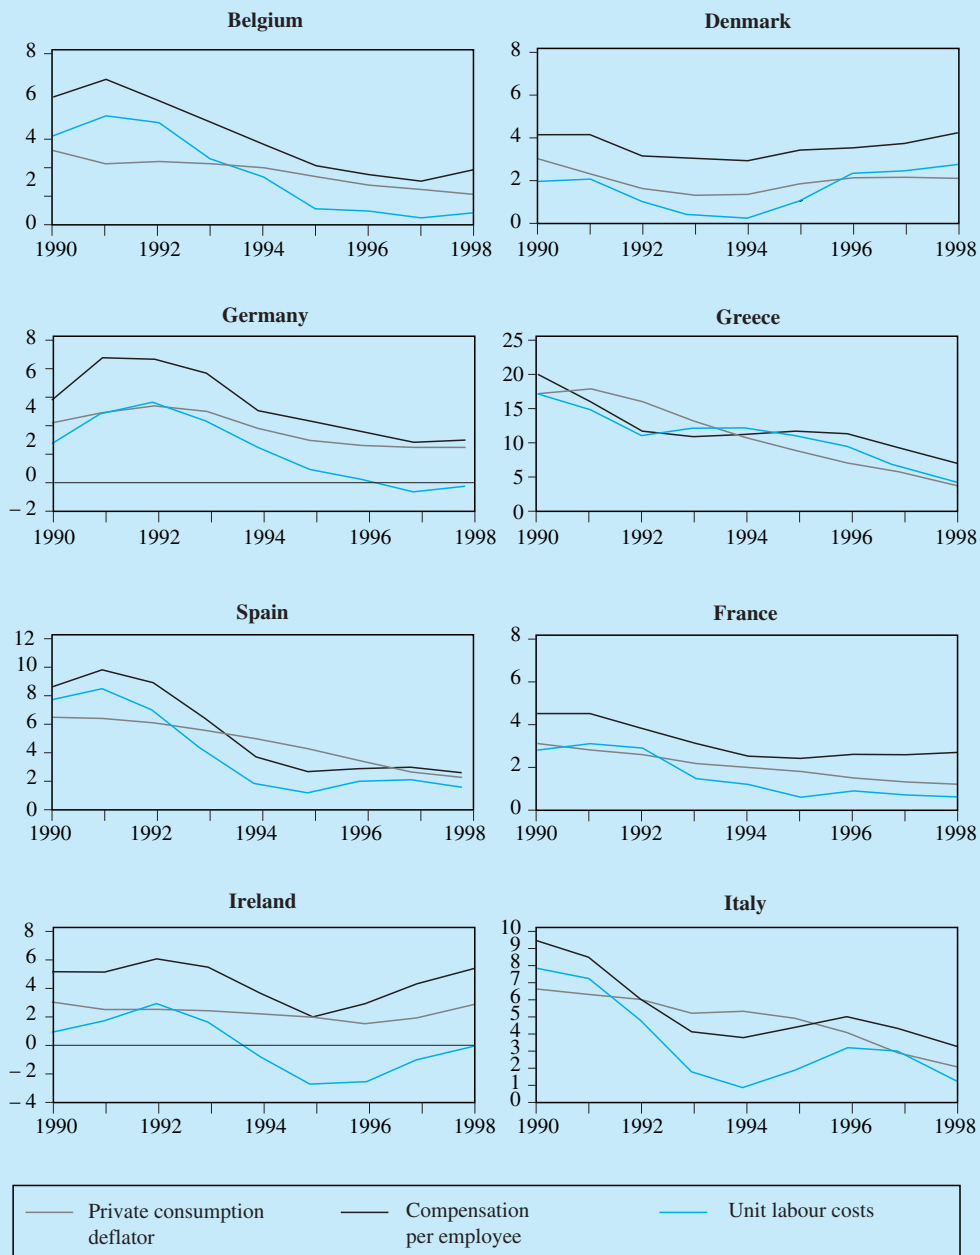 Belgium
8
6
4
2
0
1990 1992 1994 1996 1998
Denmark
8
6
4
2
0
1990 1992 1994 1996 1998
Germany
8
6
4
2
0
– 2
1990 1992 1994 1996 1998
Greece
25
20
15
10
5
0
1990 1992 1994 1996 1998
Spain
12
10
8
6
4
2
0
1990 1992 1994 1996 1998
France
8
6
4
2
0
1990 1992 1994 1996 1998
Ireland
8
6
4
2
0
– 2
– 4
1990 1992 1994 1996 1998
Italy
10
9
8
7
6
5
4
3
2
1
0
1990 1992 1994 1996 1998
Private consumption
deflator
Compensation
per employee
Unit labour costs